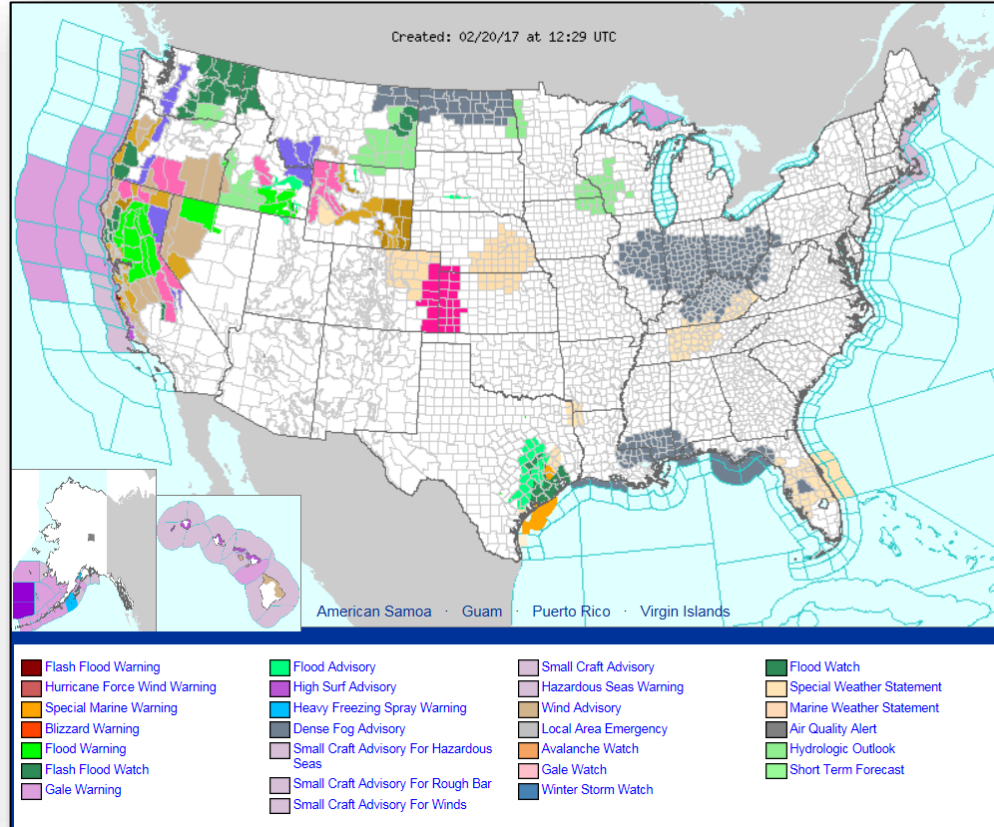 Created: 02/20/17 at 12:29 UTC
American Samoa · Guam · Puerto Rico · Virgin Islands
Flash Flood Warning
Hurricane Force Wind Warning
Special Marine Warning
Blizzard Warning
Flood Warning
Flash Flood Watch
Gale Warning
Flood Advisory
High Surf Advisory
Heavy Freezing Spray Warning
Dense Fog Advisory
Small Craft Advisory For Hazardous
Seas
Small Craft Advisory For Rough Bar
Small Craft Advisory For Winds
Small Craft Advisory
Hazardous Seas Warning
Wind Advisory
Local Area Emergency
Avalanche Watch
Gale Watch
Winter Storm Watch
Flood Watch
Special Weather Statement
Marine Weather Statement
Air Quality Alert
Hydrologic Outlook
Short Term Forecast